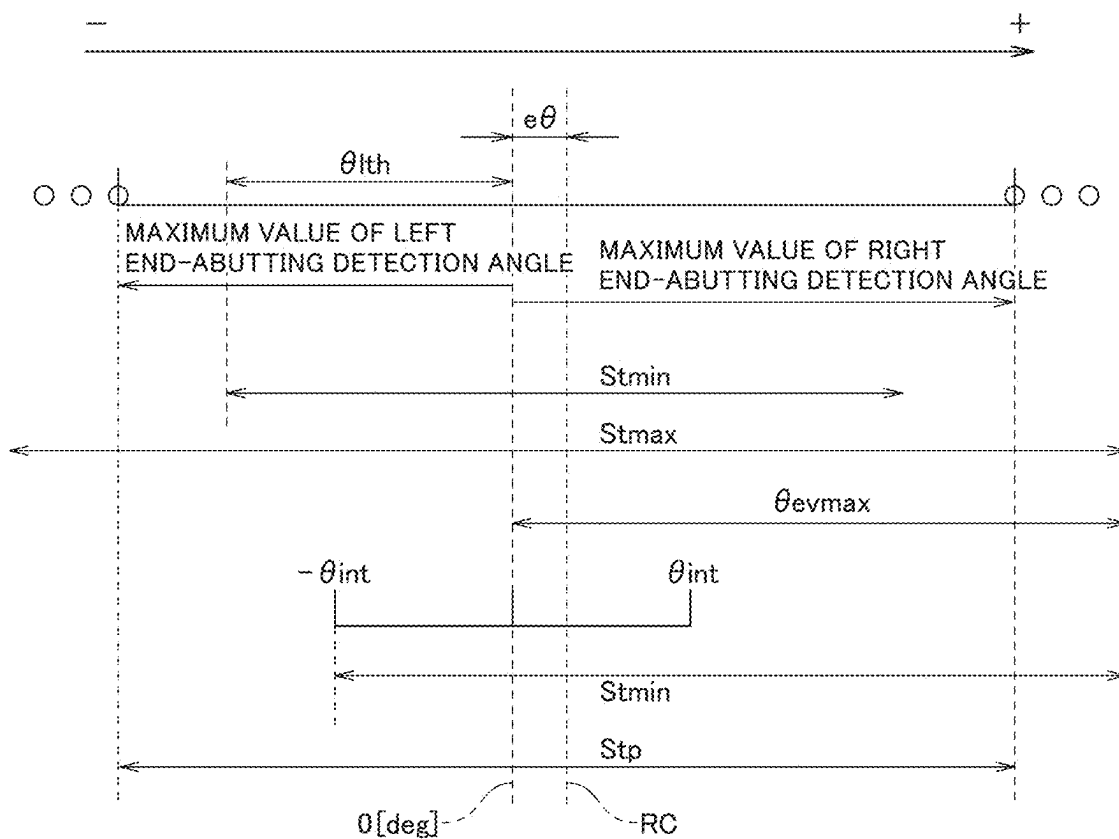 − +
eθ
θlth
MAXIMUM VALUE OF LEFT
END-ABUTTING DETECTION ANGLE
MAXIMUM VALUE OF RIGHT
END-ABUTTING DETECTION ANGLE
Stmin
Stmax
θevmax
−θint θint
Stmin
Stp
0[deg] RC